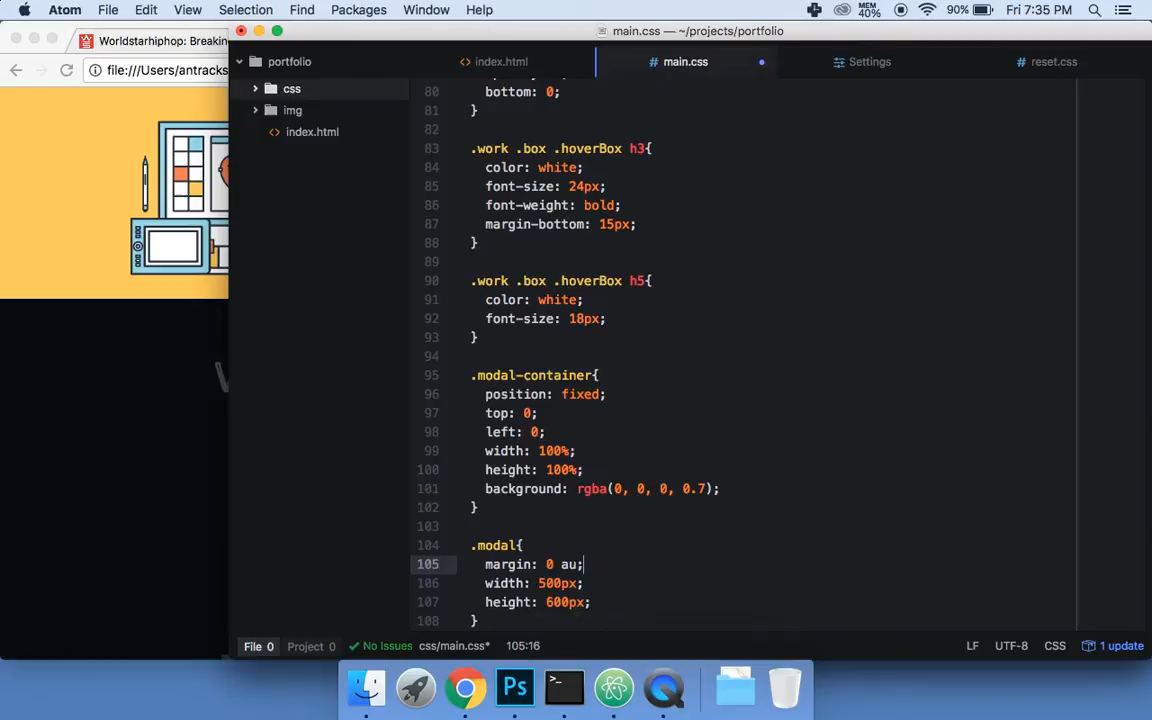 Atom File Edit View Selection Find Packages Window Help MEM 40% 90% Fri 7:35 PM
main.css — ~/projects/portfolio
Worldstarhiphop: Breakin
file:///Users/antracks
portfolio
index.html
main.css
Settings
reset.css
css
img
index.html
80 bottom: 0;
81 }
82
83 .work .box .hoverBox h3{
84 color: white;
85 font-size: 24px;
86 font-weight: bold;
87 margin-bottom: 15px;
88 }
89
90 .work .box .hoverBox h5{
91 color: white;
92 font-size: 18px;
93 }
94
95 .modal-container{
96 position: fixed;
97 top: 0;
98 left: 0;
99 width: 100%;
100 height: 100%;
101 background: rgba(0, 0, 0, 0.7);
102 }
103
104 .modal{
105 margin: 0 au;
106 width: 500px;
107 height: 600px;
108 }
File 0 Project 0 No Issues css/main.css* 105:16 LF UTF-8 CSS 1 update
Ps